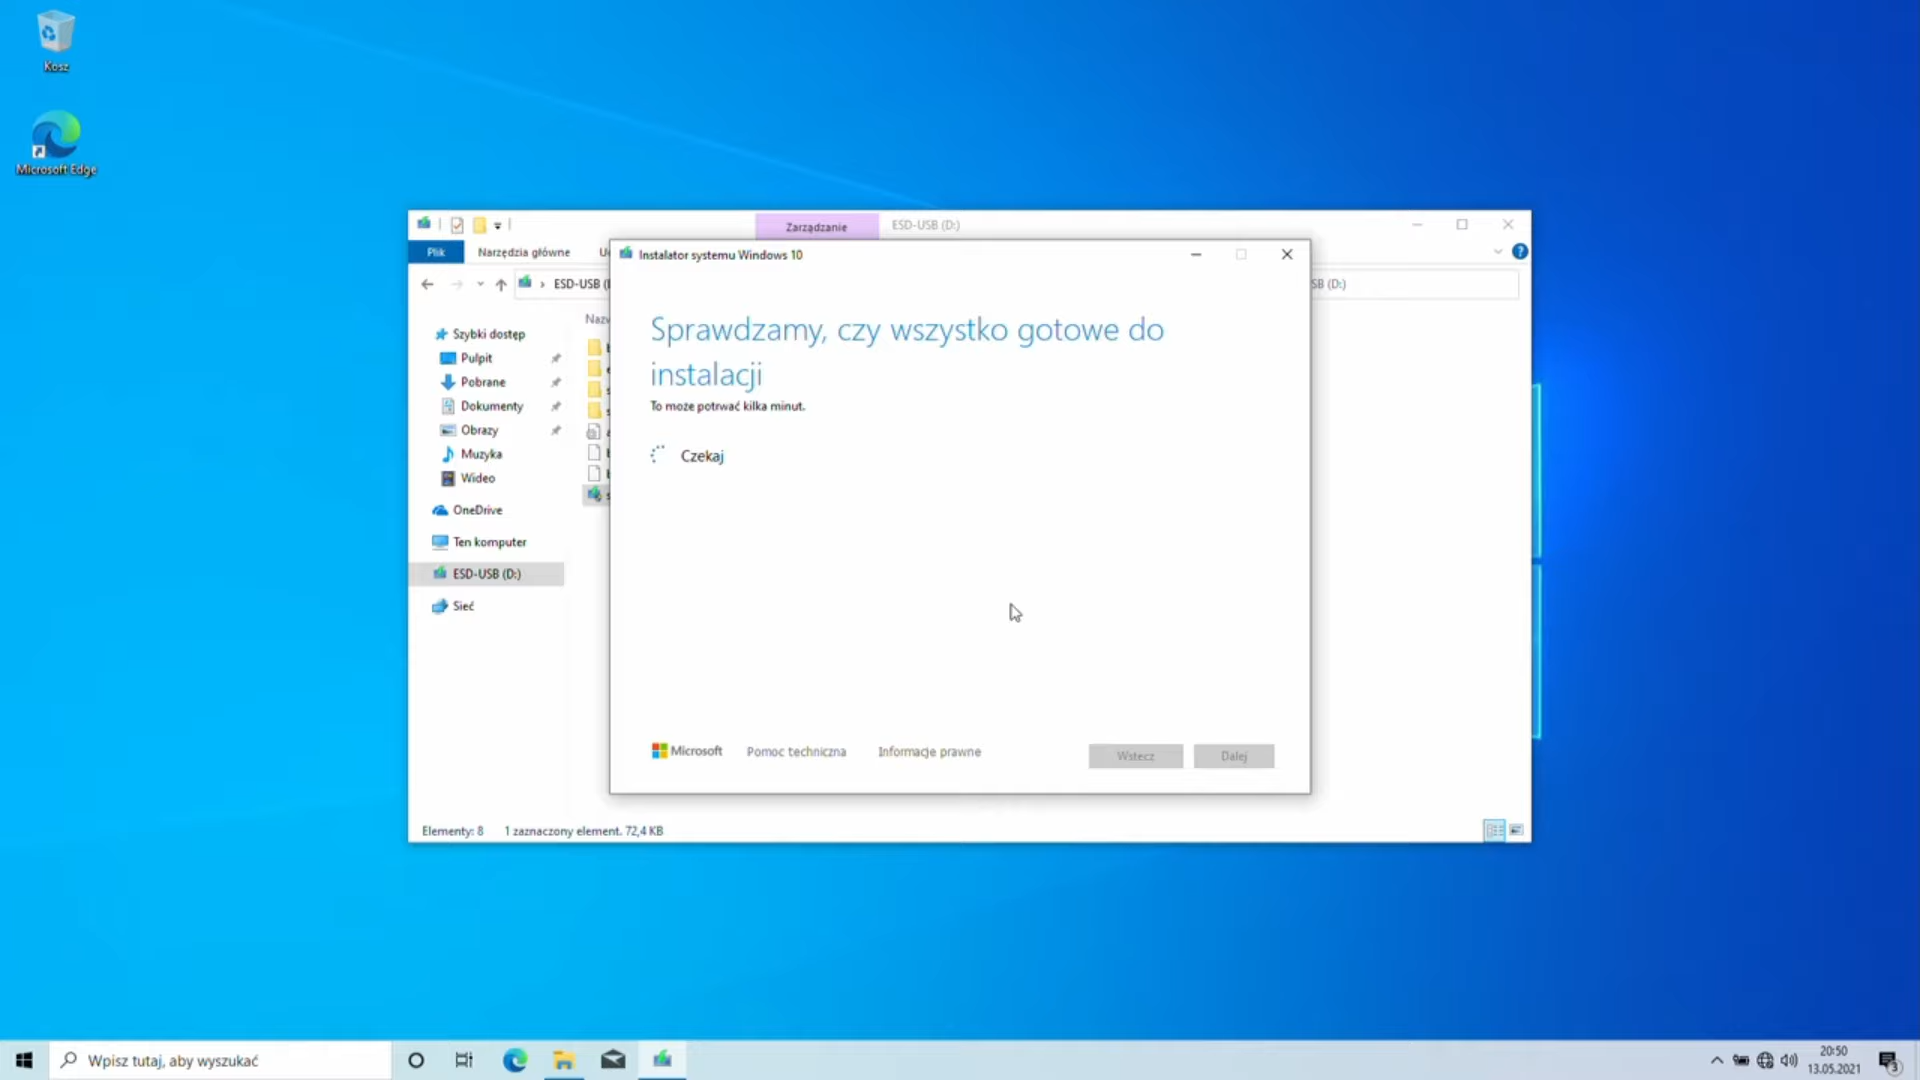 Kosz
Microsoft Edge
Zarządzanie
ESD-USB (D:)
Plik
Narzędzia główne
ESD-USB
SB (D:)
Instalator systemu Windows 10
Sprawdzamy, czy wszystko gotowe do
instalacji
To może potrwać kilka minut.
Czekaj
Szybki dostęp
Pulpit
Pobrane
Dokumenty
Obrazy
Muzyka
Wideo
OneDrive
Ten komputer
ESD-USB (D:)
Sieć
Microsoft
Pomoc techniczna
Informacje prawne
Wstecz
Dalej
Elementy: 8
1 zaznaczony element. 72,4 KB
Wpisz tutaj, aby wyszukać
20:50
13.05.2021
3